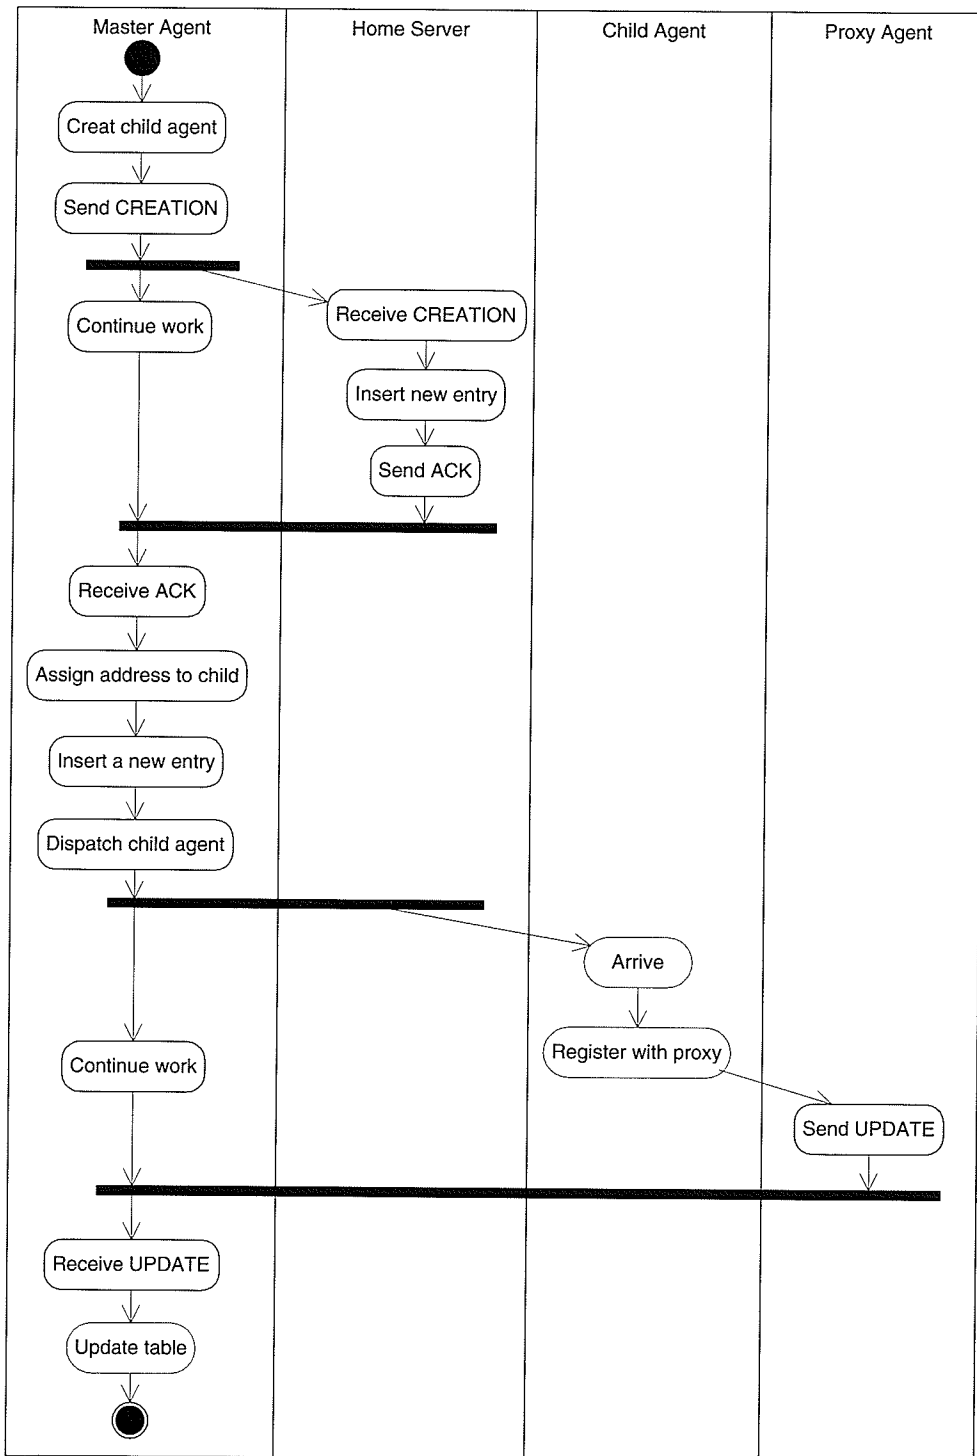 Master Agent
Home Server
Child Agent
Proxy Agent
Creat child agent
Send CREATION
Continue work
Receive CREATION
Insert new entry
Send ACK
Receive ACK
Assign address to child
Insert a new entry
Dispatch child agent
Arrive
Continue work
Register with proxy
Send UPDATE
Receive UPDATE
Update table